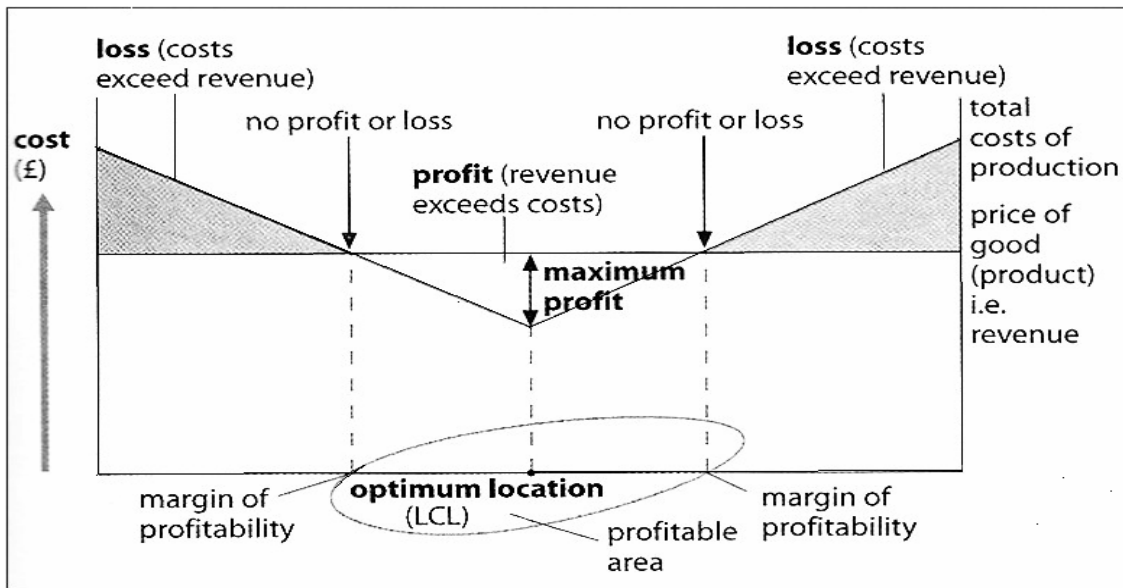 loss (costs
exceed revenue)
loss (costs
exceed revenue)
no profit or loss
no profit or loss
cost
(£)
total
costs of
production
profit (revenue
exceeds costs)
price of
good
(product)
i.e.
revenue
maximum
profit
margin of
profitability
optimum location
(LCL)
profitable
area
margin of
profitability